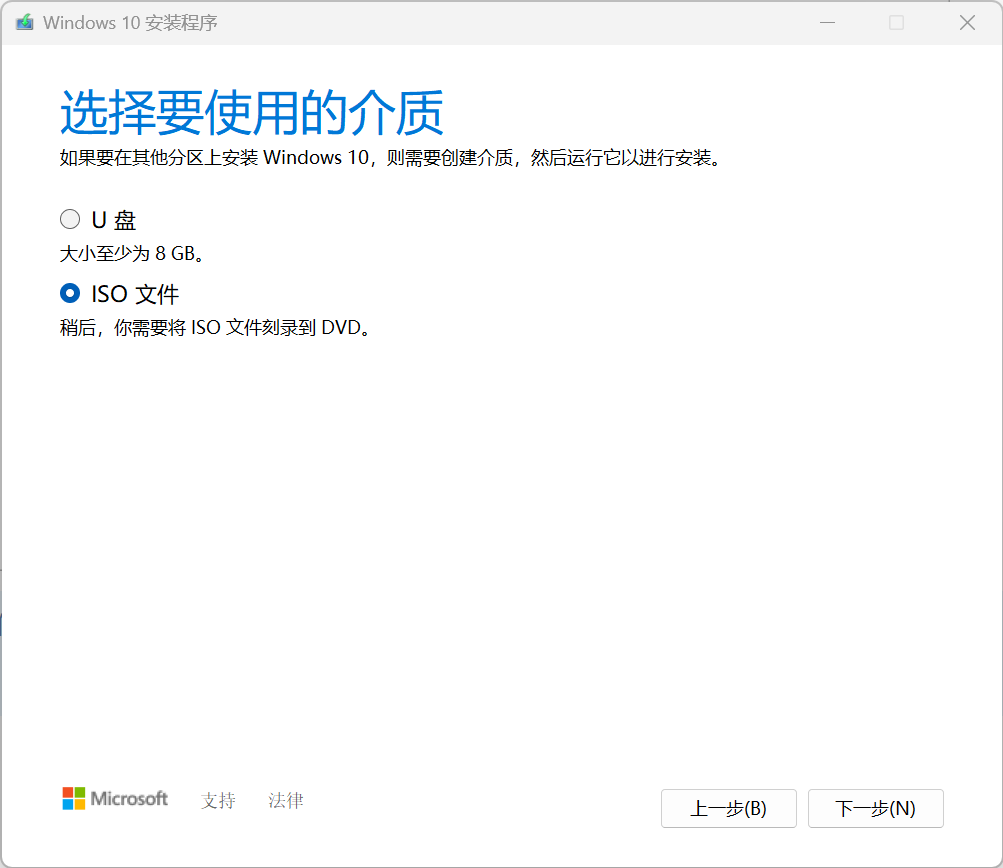 Windows 10 安装程序
选择要使用的介质
如果要在其他分区上安装 Windows 10，则需要创建介质，然后运行它以进行安装。
U 盘
大小至少为 8 GB。
ISO 文件
稍后，你需要将 ISO 文件刻录到 DVD。
Microsoft 支持 法律 上一步(B) 下一步(N)